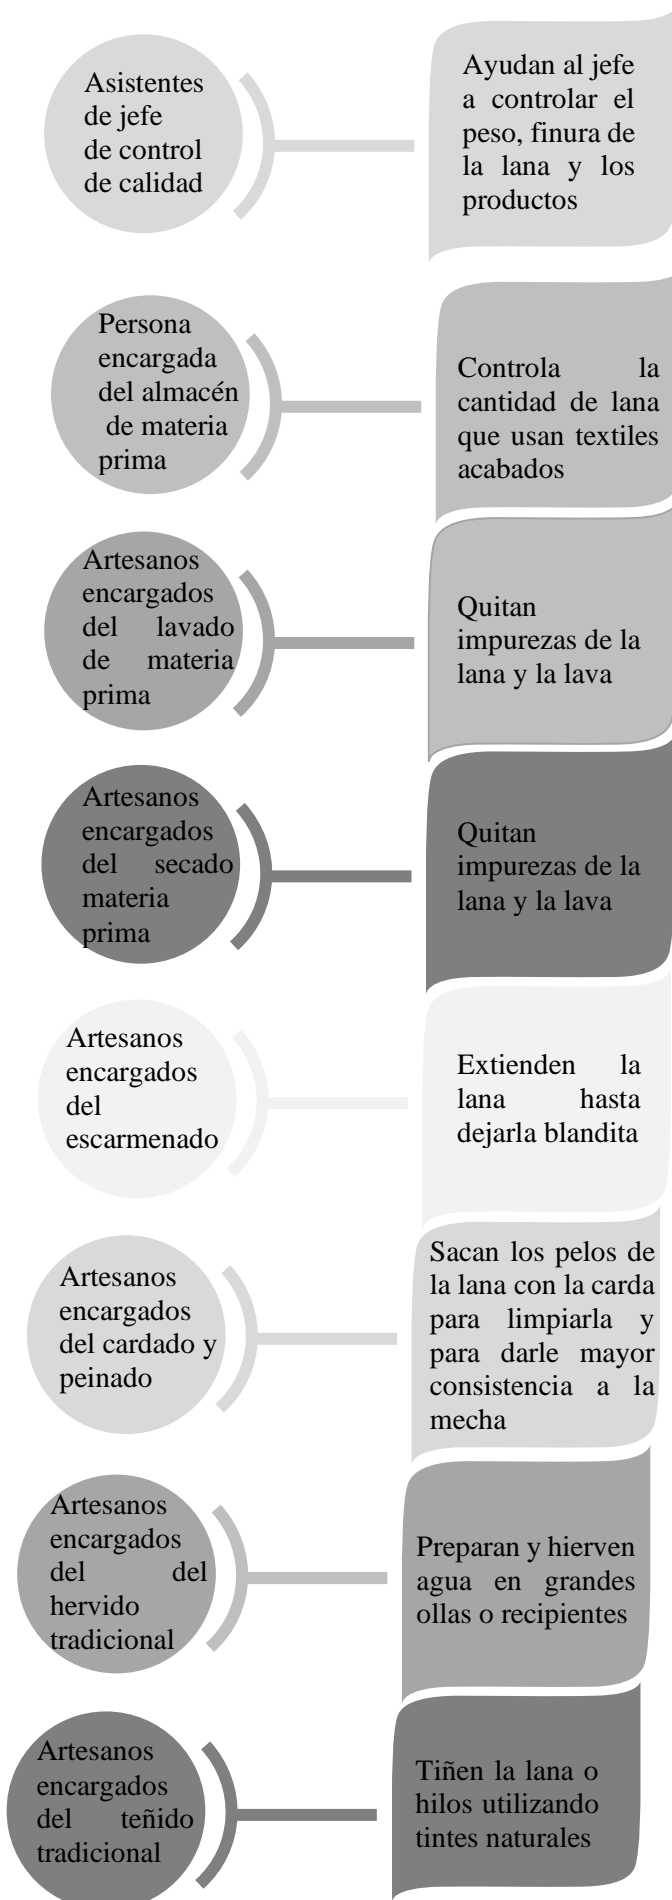 Asistentes
de jefe
de control
de calidad
Ayudan al jefe
a controlar el
peso, finura de
la lana y los
productos
Persona
encargada
del almacén
de materia
prima
Controla la
cantidad de lana
que usan textiles
acabados
Artesanos
encargados
del lavado
de materia
prima
Quitan
impurezas de la
lana y la lava
Artesanos
encargados
del secado
materia
prima
Quitan
impurezas de la
lana y la lava
Artesanos
encargados
del
escarmenado
Extienden la
lana hasta
dejarla blandita
Artesanos
encargados
del cardado y
peinado
Sacan los pelos de
la lana con la carda
para limpiarla y
para darle mayor
consistencia a la
mecha
Artesanos
encargados
del del
hervido
tradicional
Preparan y hierven
agua en grandes
ollas o recipientes
Artesanos
encargados
del teñido
tradicional
Tiñen la lana o
hilos utilizando
tintes naturales